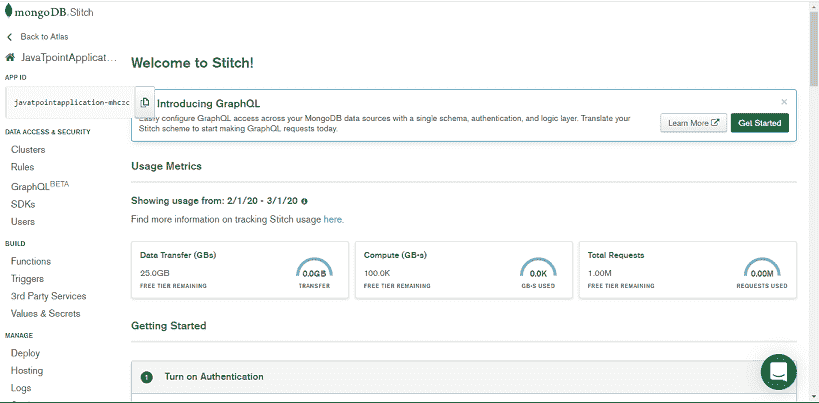 mongoDB. Stitch
Back to Atlas
JavaTpointApplicat...
APP ID
javatpointapplication-mhczc
DATA ACCESS & SECURITY
Clusters
Rules
GraphQL BETA
SDKs
Users
BUILD
Functions
Triggers
3rd Party Services
Values & Secrets
MANAGE
Deploy
Hosting
Logs
Welcome to Stitch!
Introducing GraphQL
Easily configure GraphQL access across your MongoDB data sources with a single schema, authentication, and logic layer. Translate your
Stitch scheme to start making GraphQL requests today.
Learn More
Get Started
Usage Metrics
Showing usage from: 2/1/20 - 3/1/20
Find more information on tracking Stitch usage here.
Data Transfer (GBs)
25.0GB
FREE TIER REMAINING
0.0GB
TRANSFER
Compute (GB-s)
100.0K
FREE TIER REMAINING
0.0K
GB-S USED
Total Requests
1.00M
FREE TIER REMAINING
0.00M
REQUESTS USED
Getting Started
1 Turn on Authentication